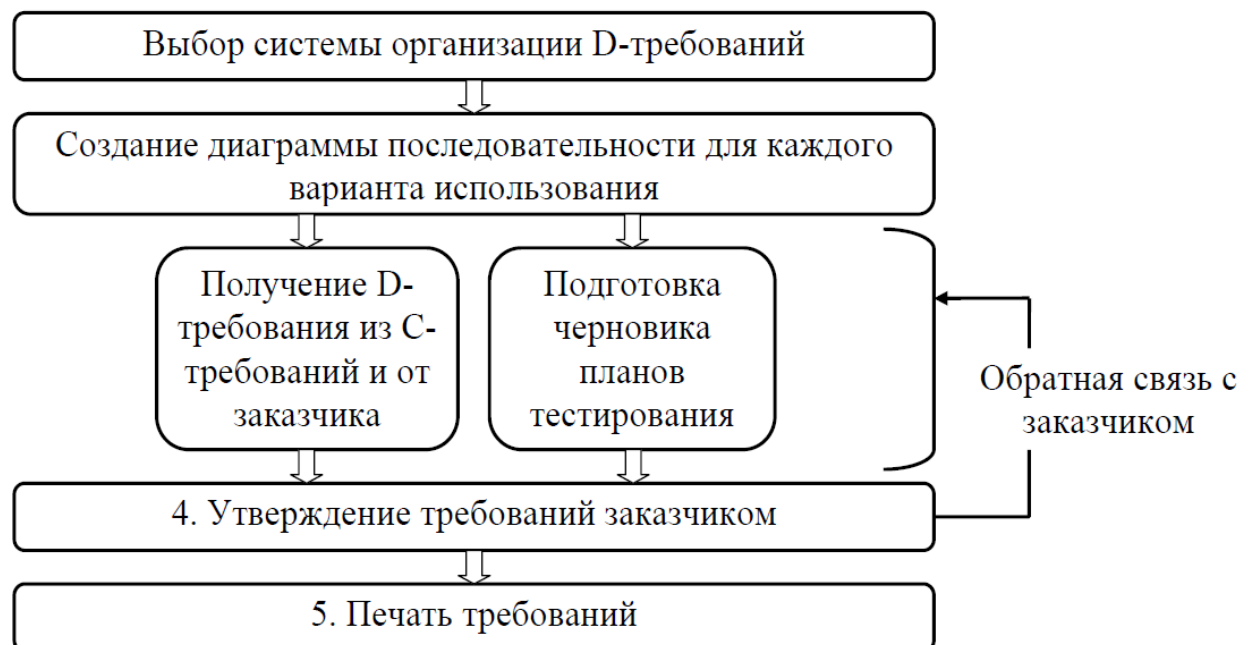 Выбор системы организации D-требований
Создание диаграммы последовательности для каждого
варианта использования
Получение D-
требования из С-
требований и от
заказчика
Подготовка
черновика
планов
тестирования
Обратная связь с
заказчиком
4. Утверждение требований заказчиком
5. Печать требований